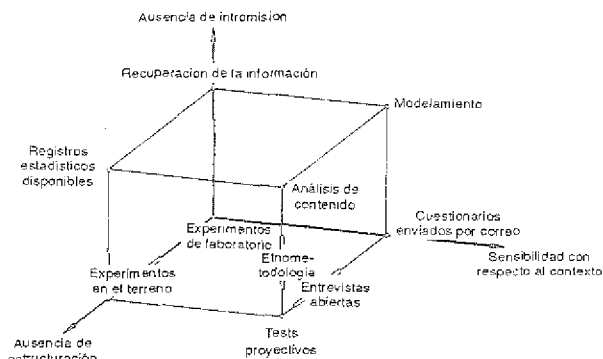 Ausencia de intromision
Recuperacion de la información
Modelamiento
Registros
estadísticos
disponibles
Análisis de
contenido
Cuestionarios
enviados por correo
Experimentos
de laboratorio
Sensibilidad con
respecto al contexto
Etnome-
todología
Experimentos
en el terreno
Entrevistas
abiertas
Tests
proyectivos
Ausencia de
estructuración